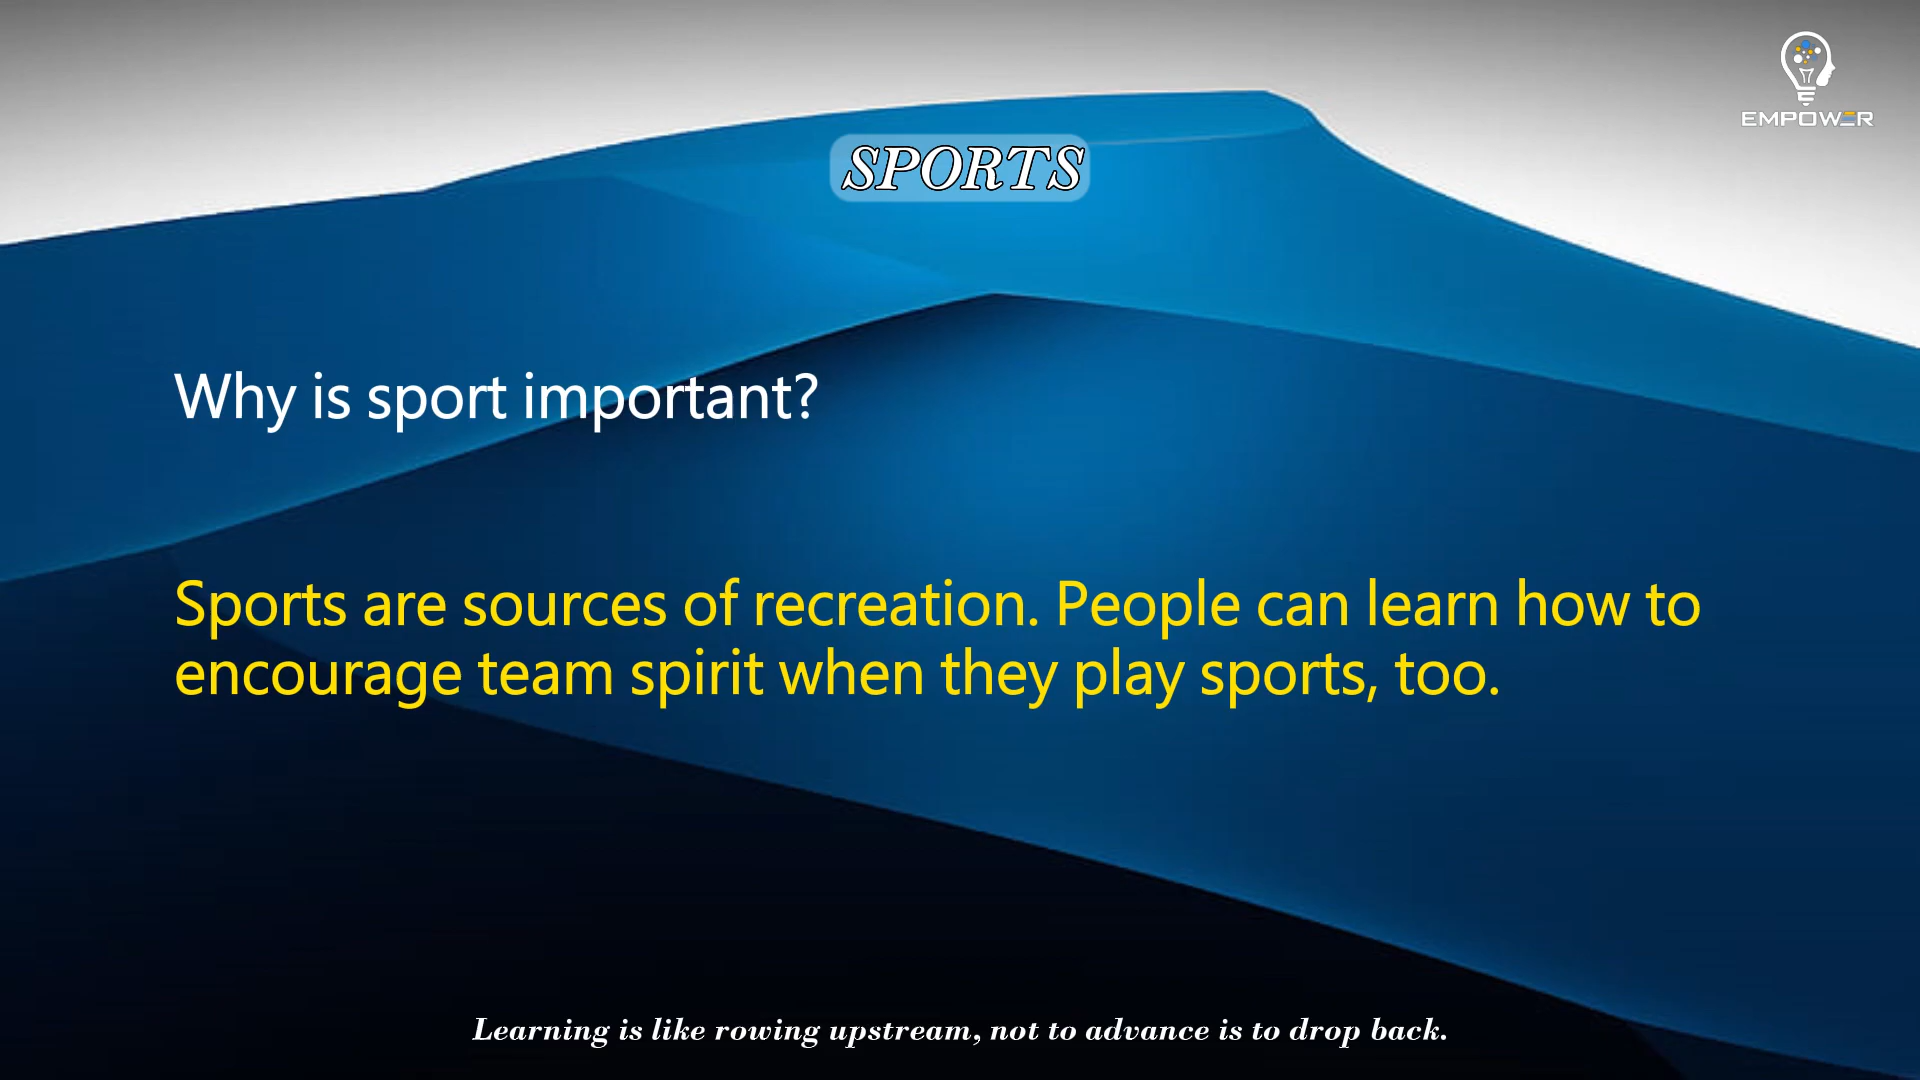 EMPOWER
SPORTS
Why is sport important?
Sports are sources of recreation. People can learn how to
encourage team spirit when they play sports, too.
Learning is like rowing upstream, not to advance is to drop back.